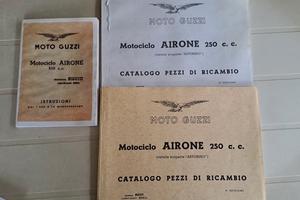 MOTO GUZZI
Motociclo AIRONE
250 c.c.
ISTRUZIONI
MOTO GUZZI
Motociclo AIRONE 250 c. c.
CATALOGO PEZZI DI RICAMBIO
MOTO GUZZI
Motociclo AIRONE 250 c. c.
CATALOGO PEZZI DI RICAMBIO